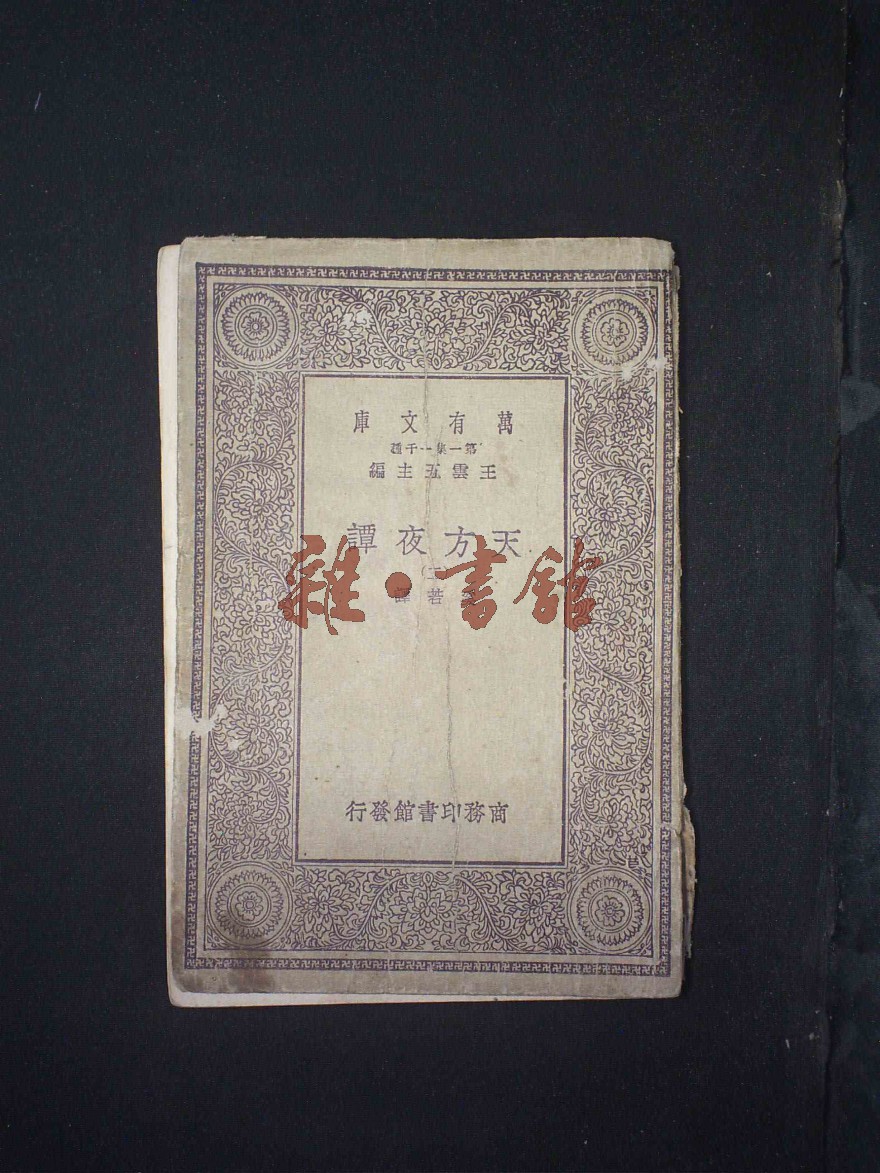 萬有文庫
第一集一千種
王雲五主編
天方夜譚
若譯
商務印書館發行
雜·書館